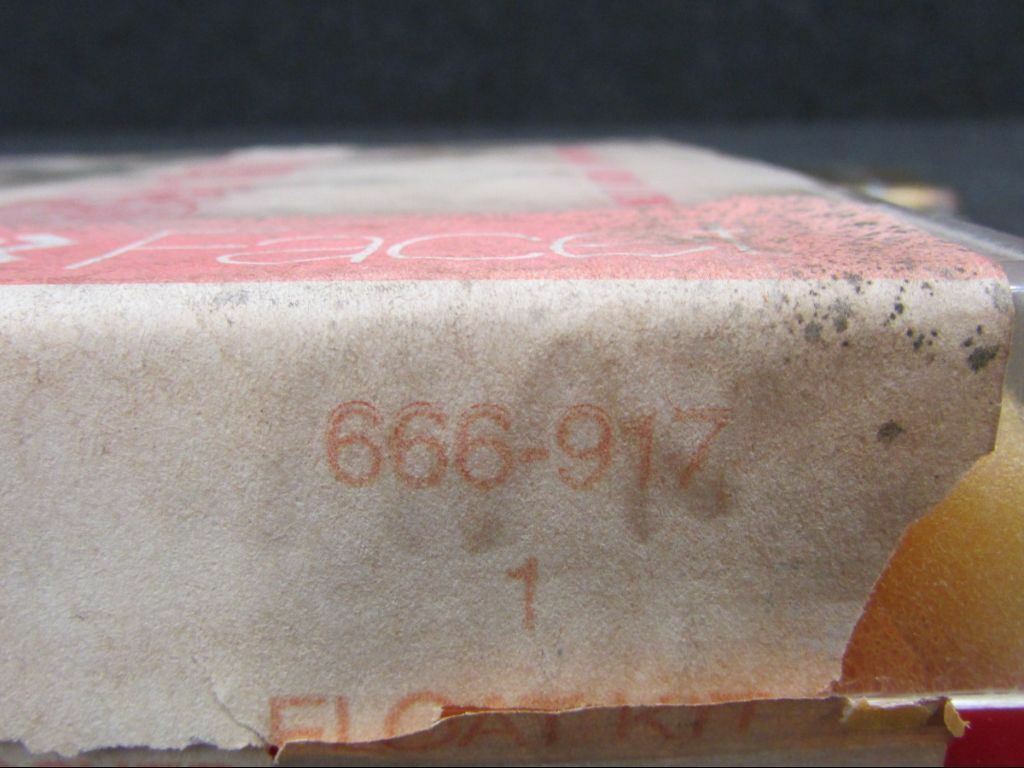 Facet
666-917
1
FLOAT KIT